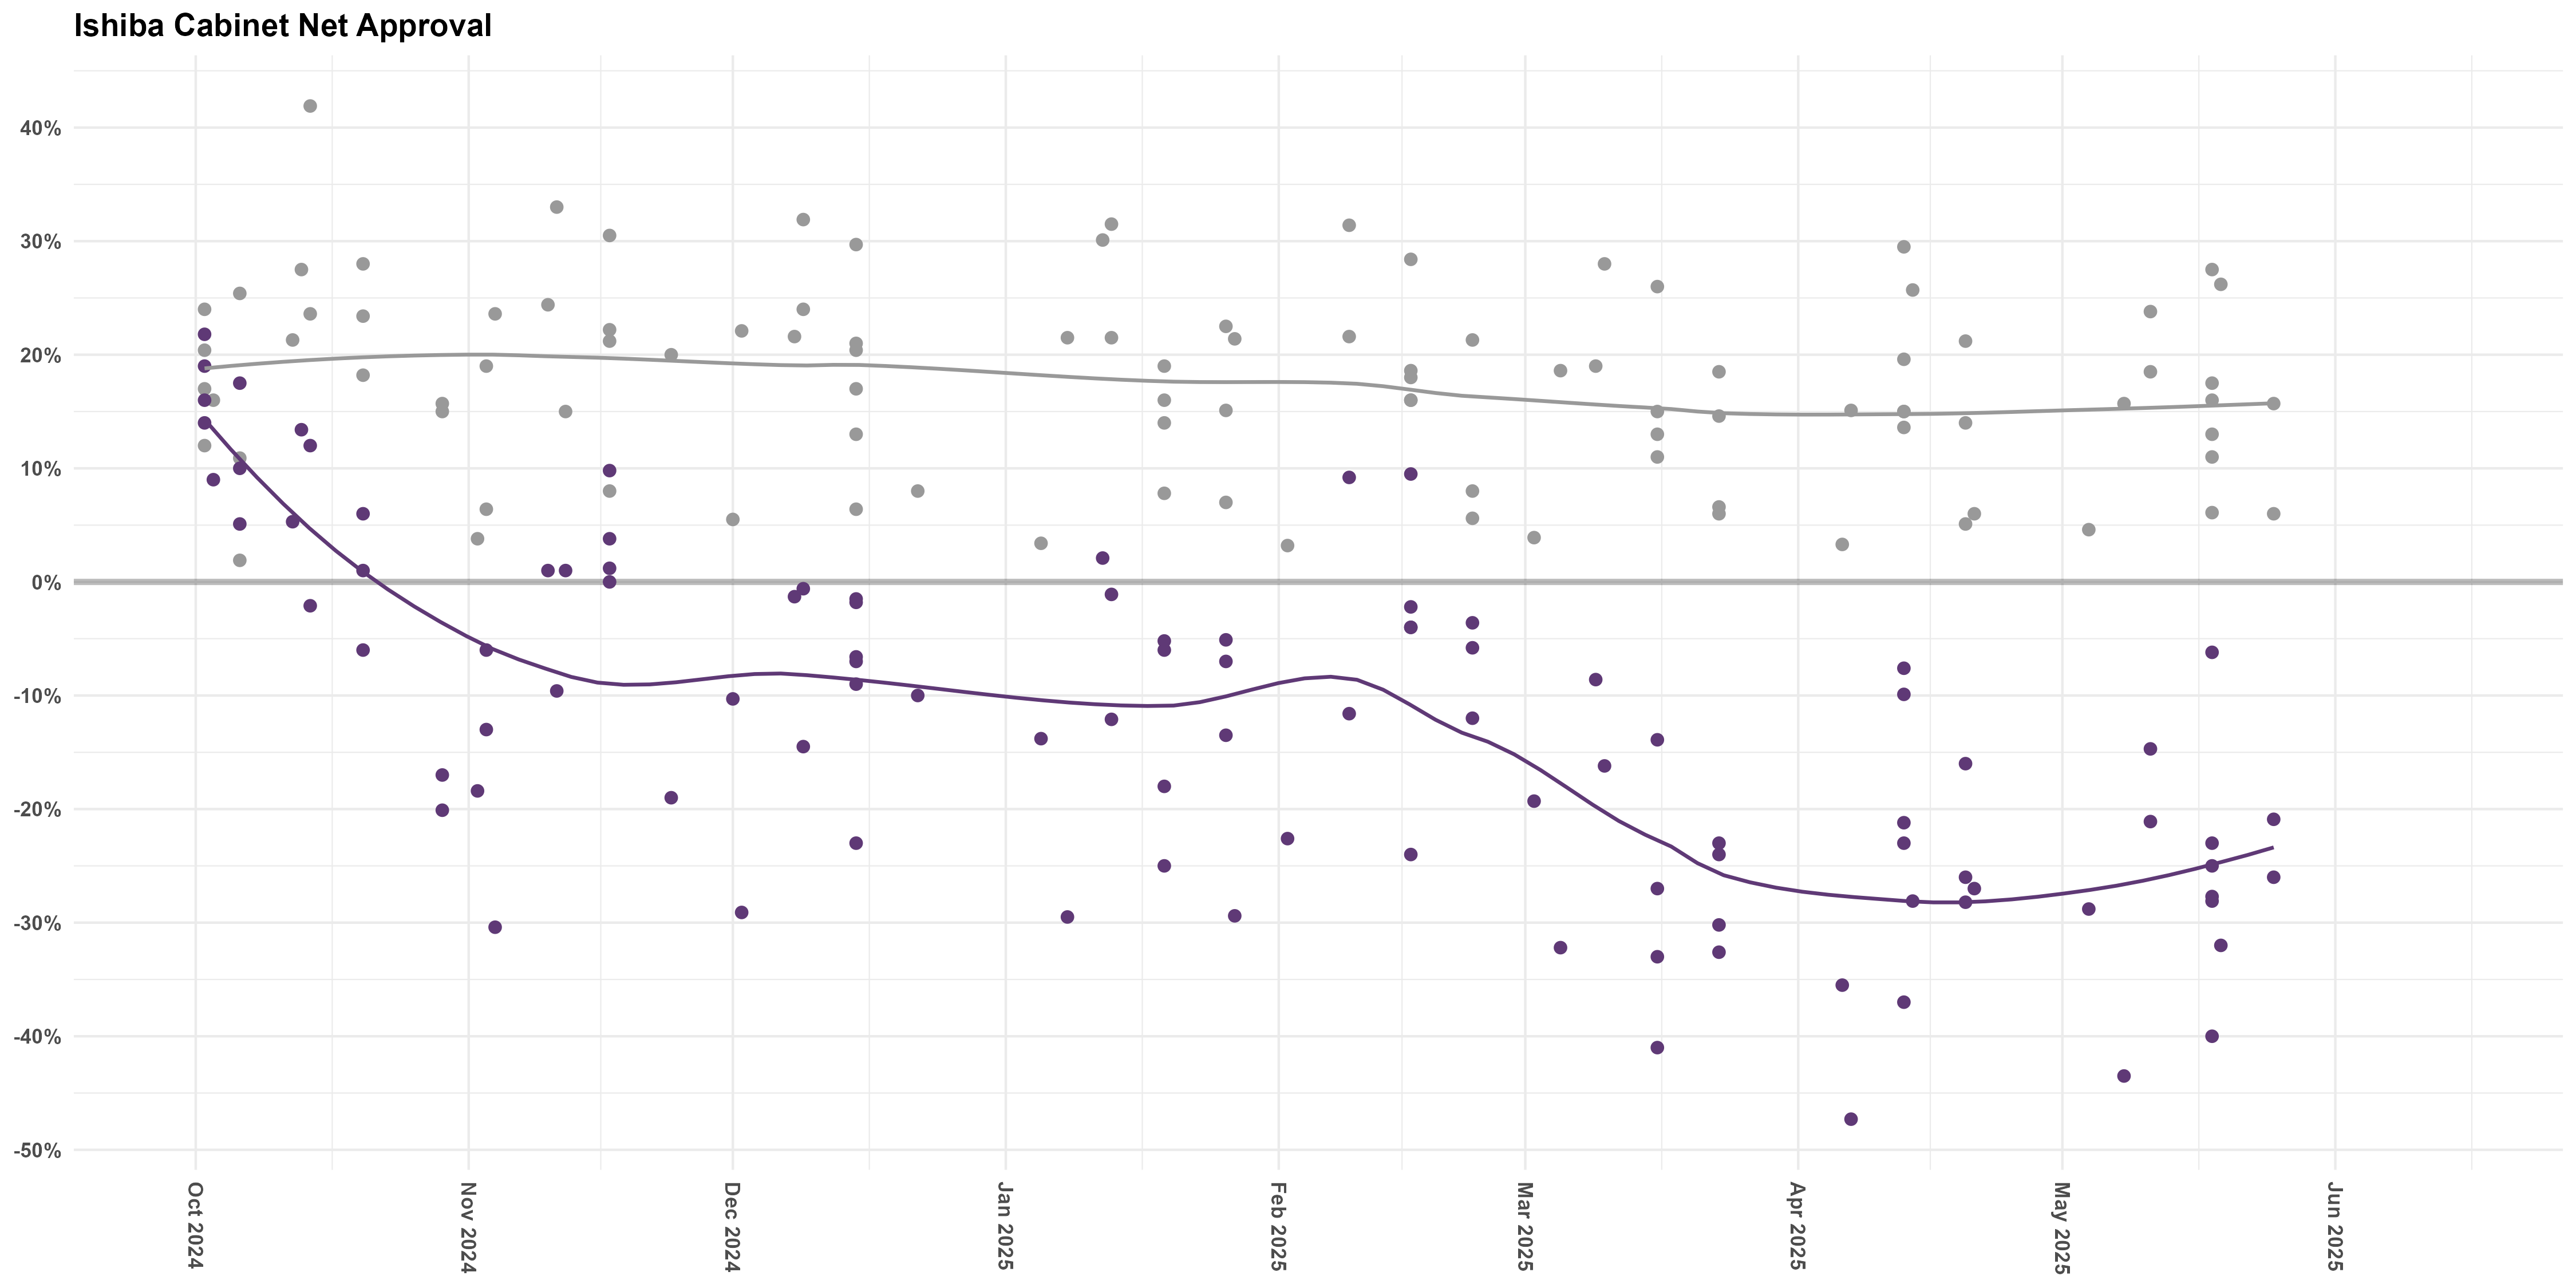 Ishiba Cabinet Net Approval
40%
30%
20%
10%
0%
-10%
-20%
-30%
-40%
-50%
Oct 2024
Nov 2024
Dec 2024
Jan 2025
Feb 2025
Mar 2025
Apr 2025
May 2025
Jun 2025